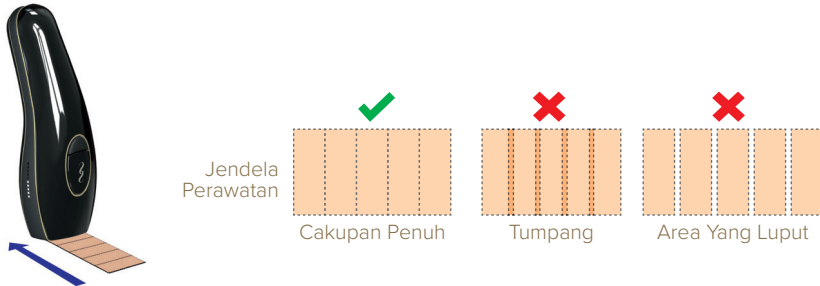 Jendela
Perawatan
Cakupan Penuh
Tumpang
Area Yang Luput